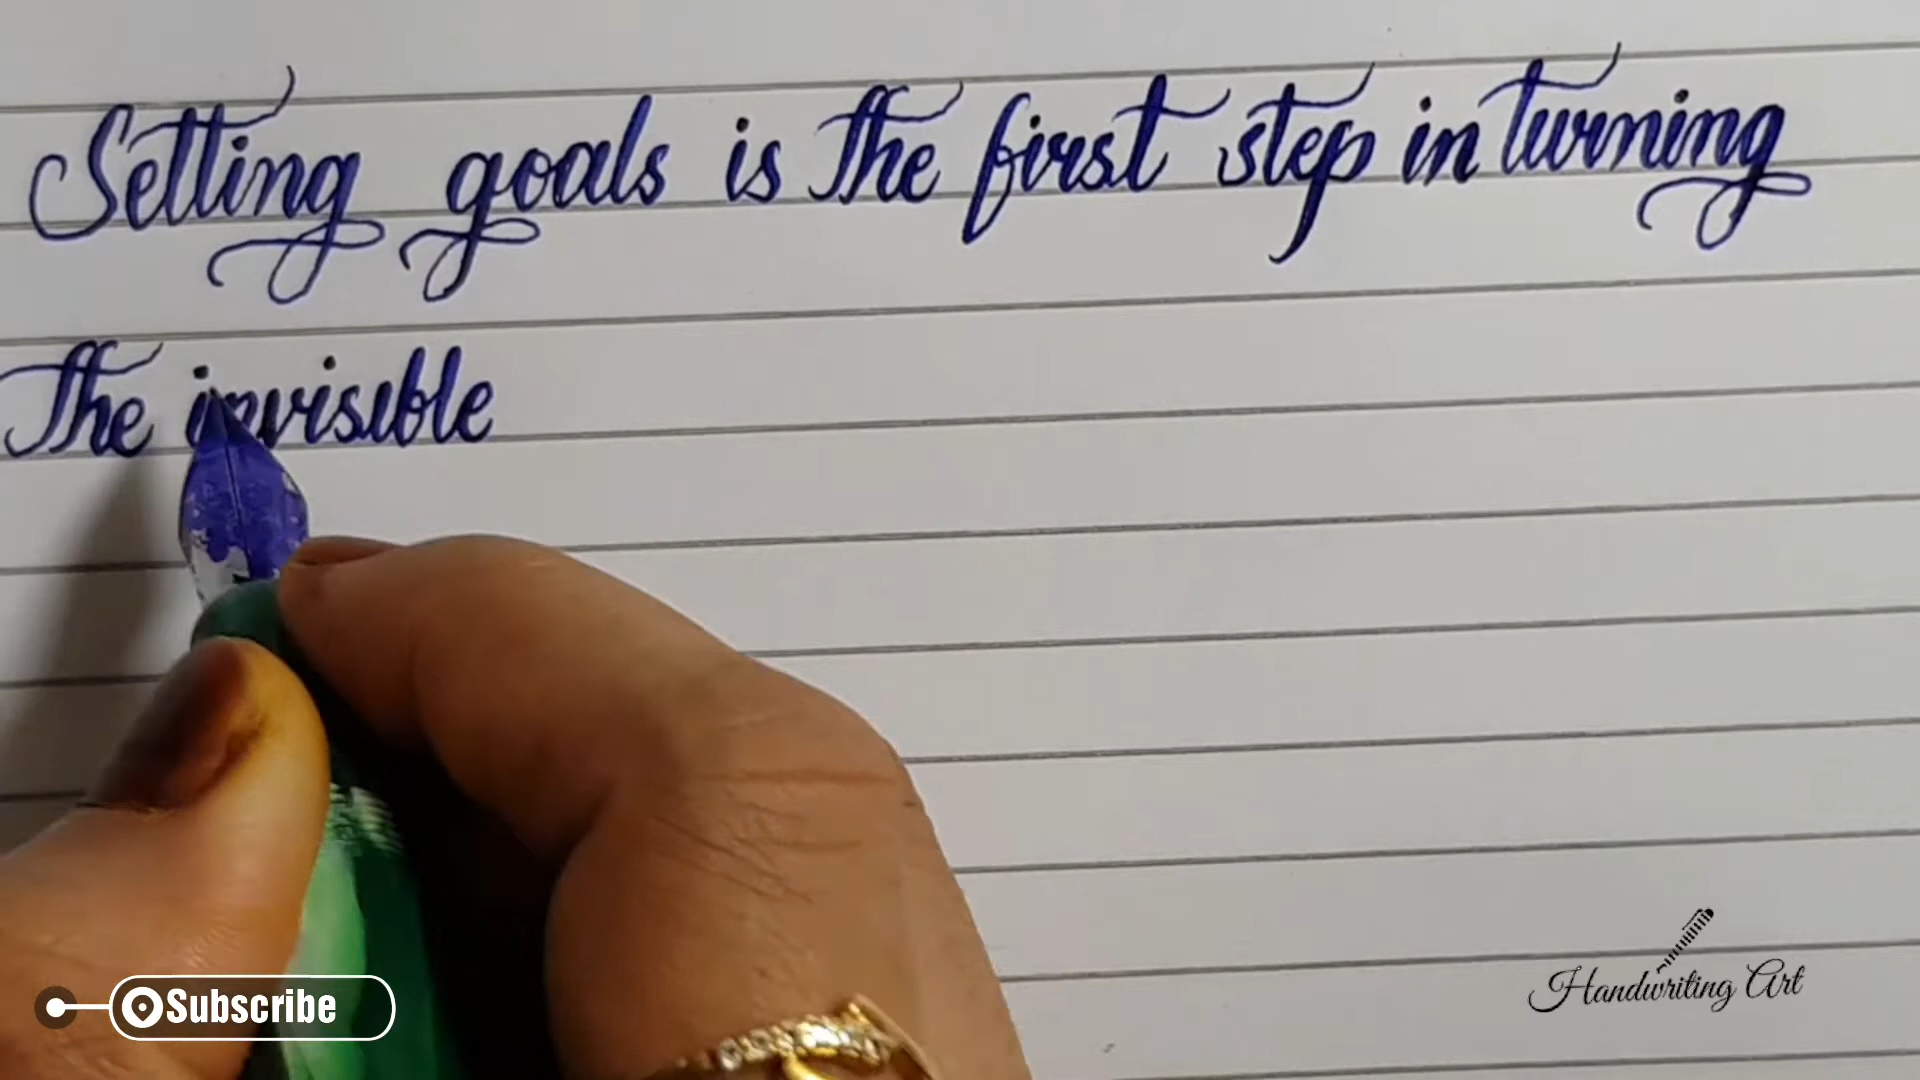 Setting goals is the first step in turning
The invisible
Subscribe
Handwriting Art